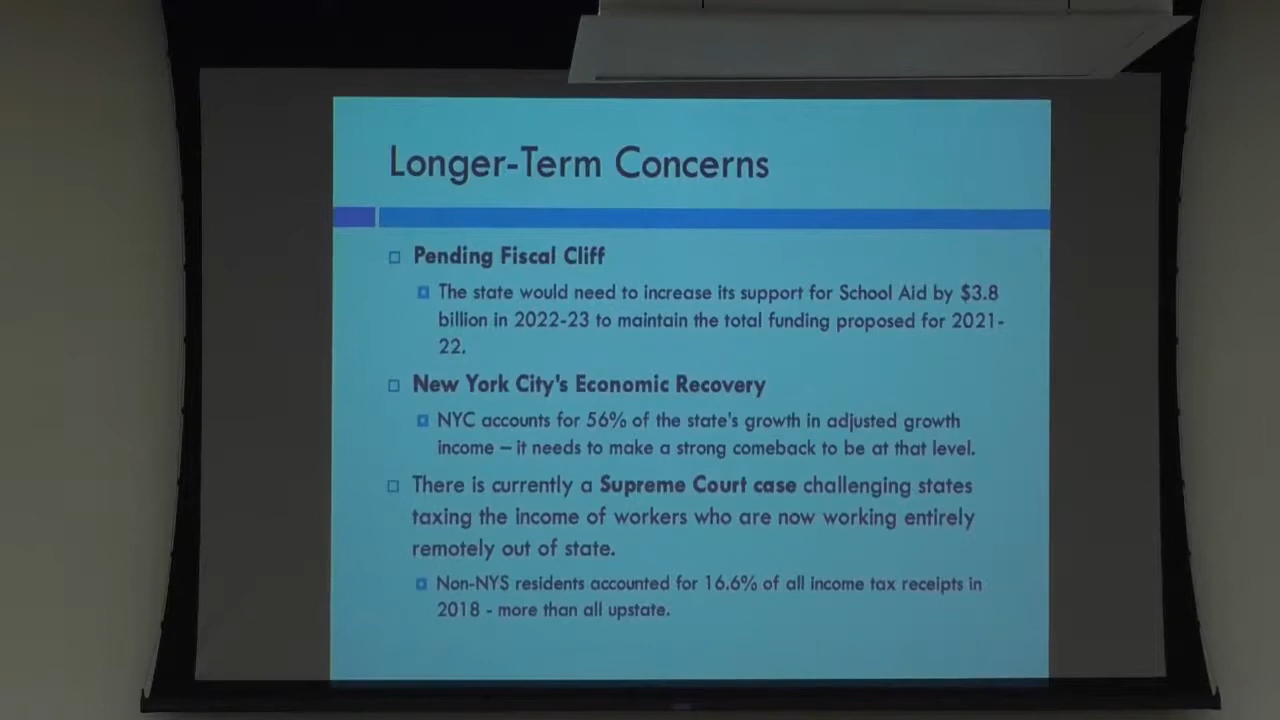 Longer-Term Concerns
Pending Fiscal Cliff
The state would need to increase its support for School Aid by $3.8
billion in 2022-23 to maintain the total funding proposed for 2021-
22.
New York City's Economic Recovery
NYC accounts for 56% of the state's growth in adjusted growth
income – it needs to make a strong comeback to be at that level.
There is currently a Supreme Court case challenging states
taxing the income of workers who are now working entirely
remotely out of state.
Non-NYS residents accounted for 16.6% of all income tax receipts in
2018 - more than all upstate.